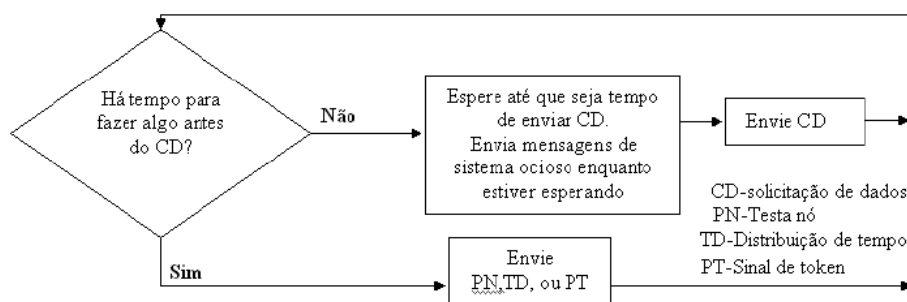 Há tempo para
fazer algo antes
do CD?
Não
Espere até que seja tempo
de enviar CD.
Envia mensagens de
sistema ocioso enquanto
estiver esperando
Envie CD
CD-solicitação de dados
PN-Testa nó
TD-Distribuição de tempo
PT-Sinal de token
Sim
Envie
PN,TD, ou PT